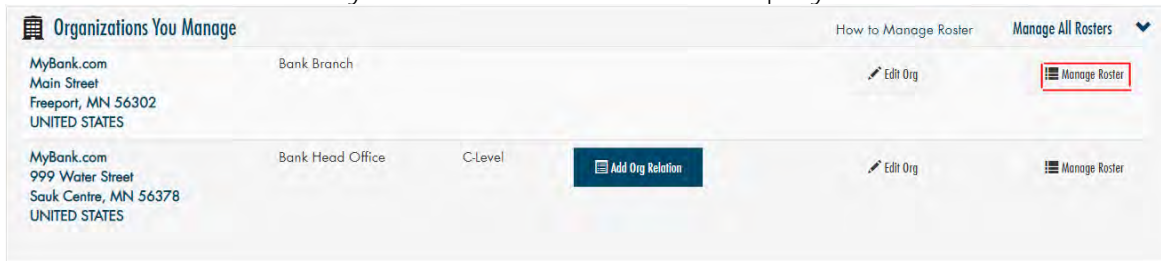 Organizations You Manage How to Manage Roster Manage All Rosters
MyBank.com Bank Branch Edit Org Manage Roster
Main Street
Freeport, MN 56302
UNITED STATES
MyBank.com Bank Head Office C-Level Add Org Relation Edit Org Manage Roster
999 Water Street
Sauk Centre, MN 56378
UNITED STATES